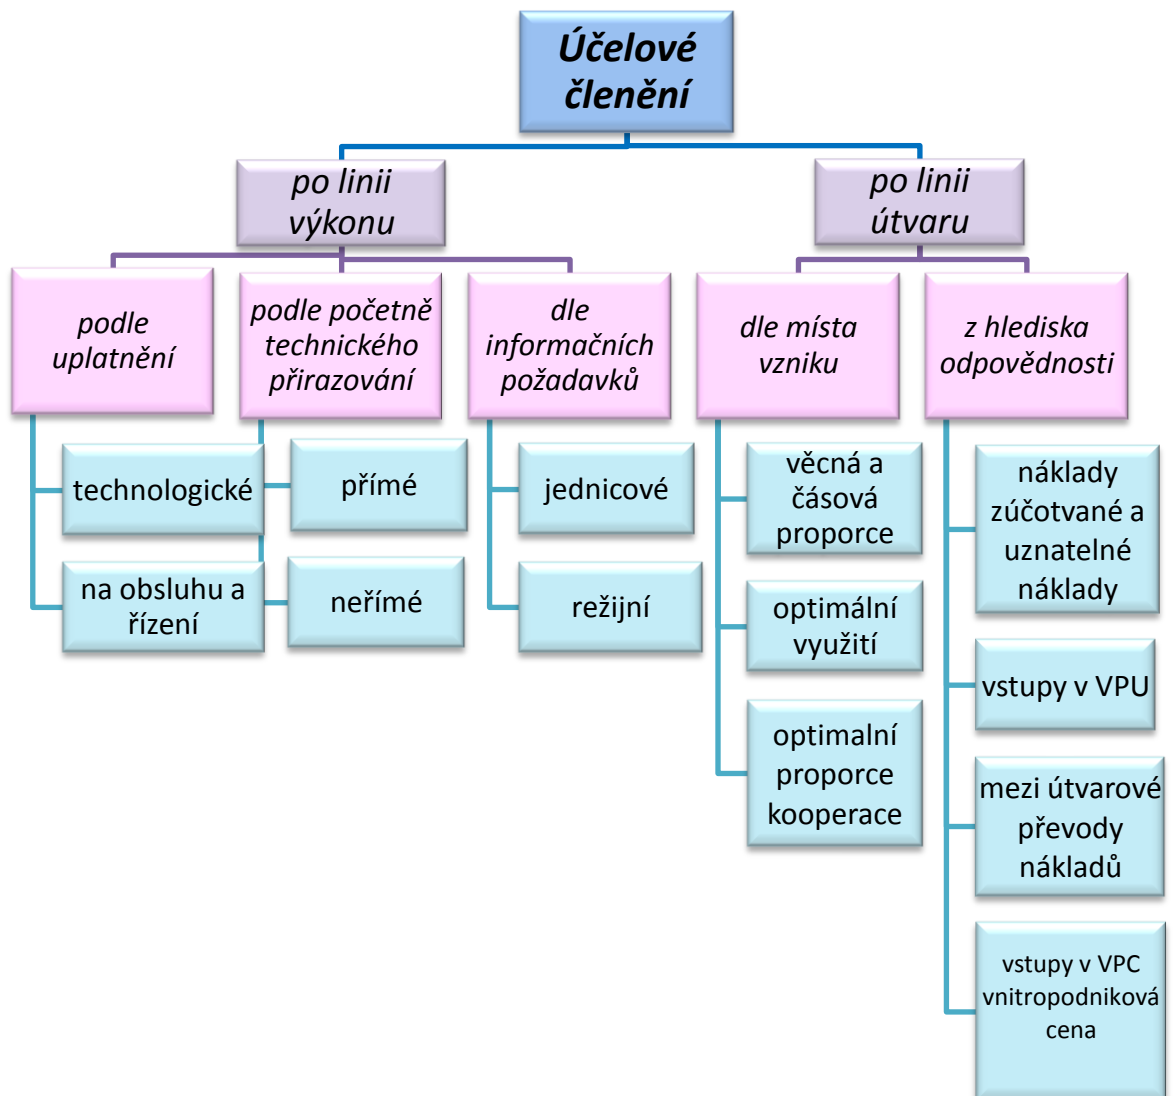 Účelové
členění
po linii
výkonu
po linii
útvaru
podle
uplatnění
podle početně
technického
přirazování
dle
informačních
požadavků
dle místa
vzniku
z hlediska
odpovědnosti
technologické
na obsluhu a
řízení
přímé
neřímé
jednicové
režijní
věcná a
čásová
proporce
optimální
využití
optimalní
proporce
kooperace
náklady
zúčotvané a
uznatelné
náklady
vstupy v VPU
mezi útvarové
převody
nákladů
vstupy v VPC
vnitropodniková
cena